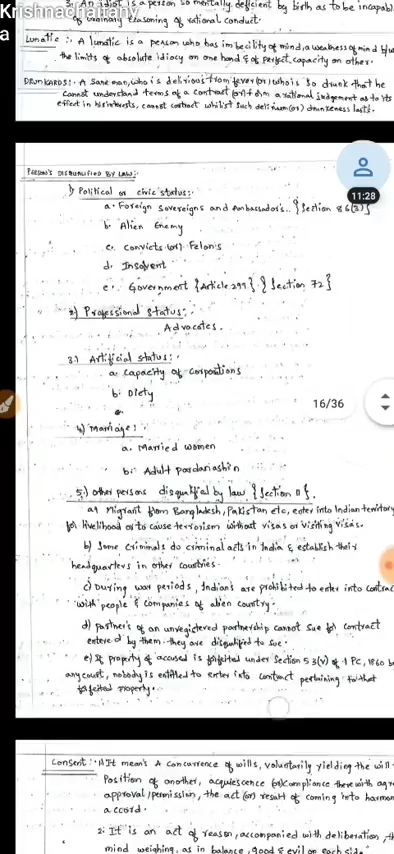 3. An idiot is a person so mentally deficient by birth as to be incapabl
of ordinary reasoning of rational conduct.
Krishnachattany
a
Lunatic :- A lunatic is a person who has imbecility of mind, a weakness of mind b/w
the limits of absolute idiocy on one hand & of perfect capacity on other.
DRUNKARDS: A sane man, who is delirious from fever (or) who is so drunk that he
cannot understand terms of a contract (or) form a rational judgement as to its
effect in his interests, cannot contract whilst such delirium (or) drunkeness lasts.
PERSON'S DISQUALIFIED BY LAW:-
1) Political or civic status:-
11:28
a. Foreign sovereigns and Ambassador's. {Section 86(2)}
b. Alien Enemy
c. Convicts (or) Felons
d. Insolvent
e. Government {Article 299} {Section 72}
2) Professional status:-
Advocates.
3.) Artificial status:-
a. Capacity of Corpositions
b. Diety
16/36
4) Marriage:
a. Married women
b. Adult pardanashin
5.) Other persons disqualified by law {Section 11}.
a) Migrant from Bangladesh, Pakistan etc, enter into Indian territory
for livelihood or to cause terrorism without visas or visiting visas.
b) Some criminals do criminal acts in India & establish their
headquarters in other countries.
c) During war periods, Indian's are prohibited to enter into contrac
with people & companies of alien country.
d) partner's of an unregistered partnership cannot sue for contract
entered by them. they are disqualified to sue.
e) If property of accused is forfeited under Section 53(v) of IPC, 1860 b
any court, nobody is entitled to enter into contract pertaining to that
forfeited property.
Consent:- 1) It mean's A concurrence of wills, voluntarily yielding the will
Position of another, acquiescence (or) Compliance there with agr
approval/permission, the act (or) result of coming into harmon
accord.
2: It is an act of reason, accompanied with deliberation, th
mind weighing, as in balance, good & evil on each side."